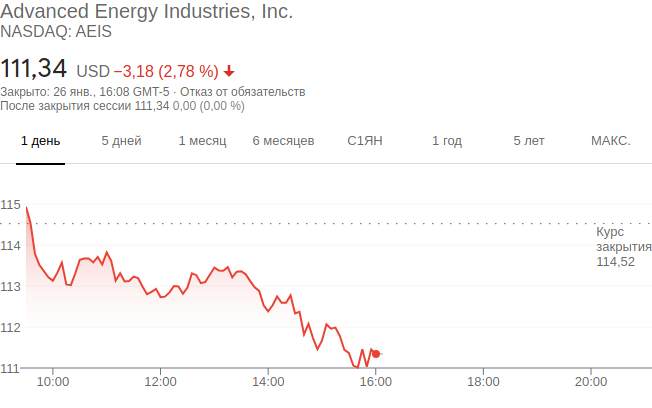 Advanced Energy Industries, Inc.
NASDAQ: AEIS
111,34 USD −3,18 (2,78 %)
Закрыто: 26 янв., 16:08 GMT-5 · Отказ от обязательств
После закрытия сессии 111,34 0,00 (0,00 %)
1 день 5 дней 1 месяц 6 месяцев С1ЯН 1 год 5 лет МАКС.
115
Курс
114
закрытия
114,52
113
112
111
10:00 12:00 14:00 16:00 18:00 20:00